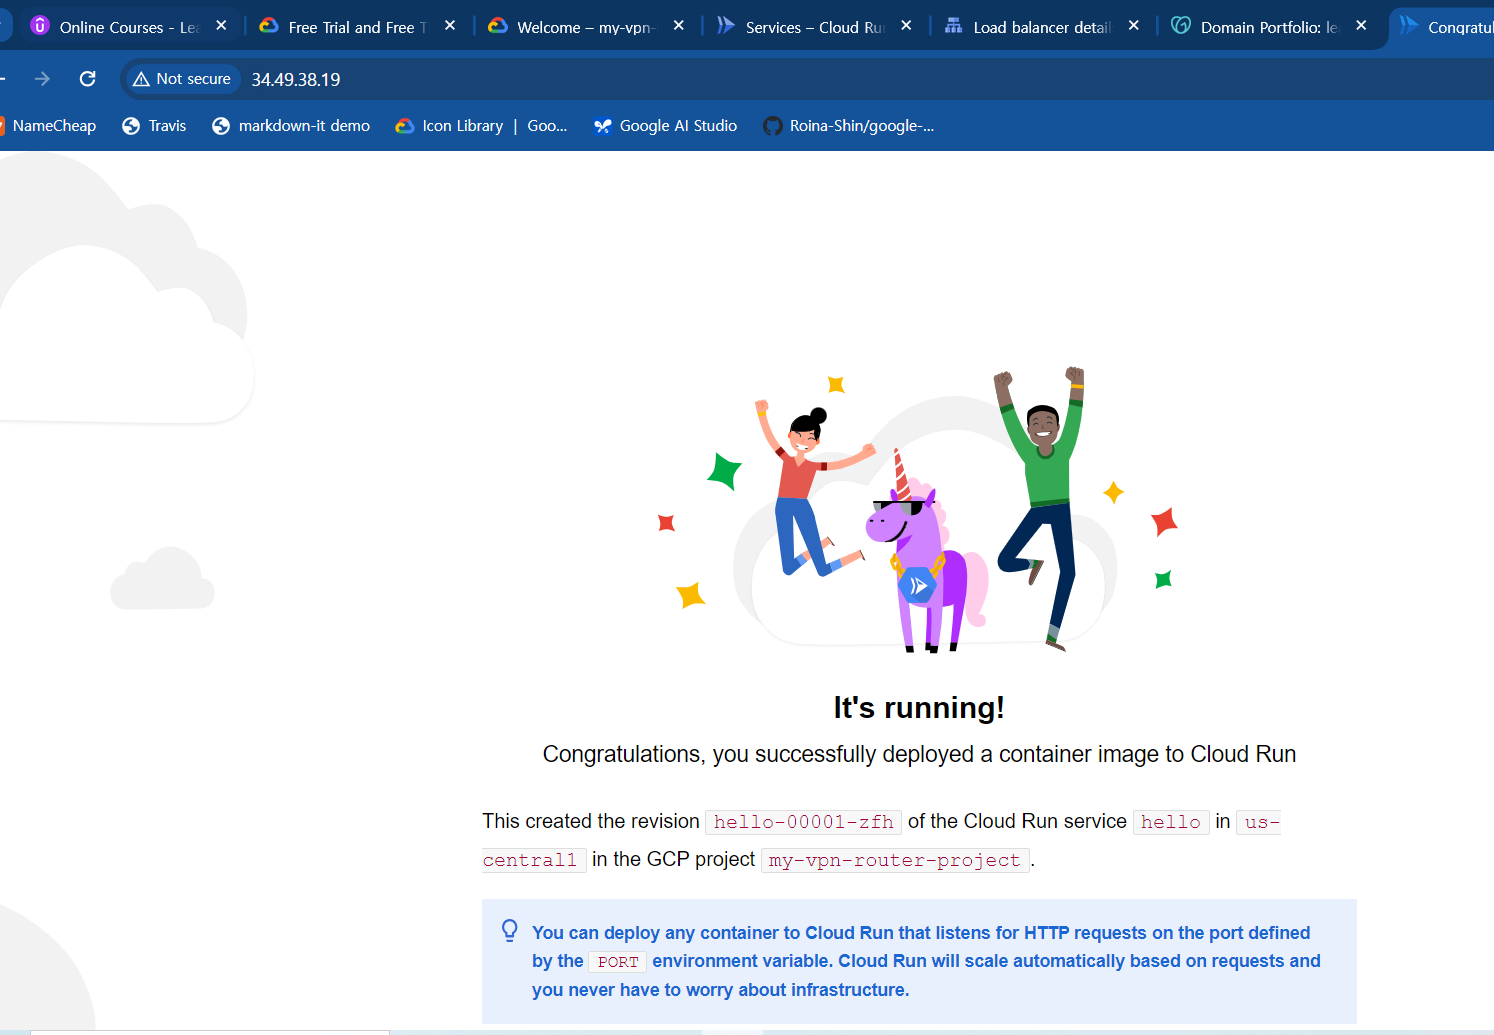 Online Courses - Lea
Free Trial and Free T
Welcome – my-vpn-
Services – Cloud Run
Load balancer detail
Domain Portfolio: le
Congratul
Not secure
34.49.38.19
NameCheap
Travis
markdown-it demo
Icon Library | Goo...
Google AI Studio
Roina-Shin/google-...
It's running!
Congratulations, you successfully deployed a container image to Cloud Run
This created the revision hello-00001-zfh of the Cloud Run service hello in us-
central1 in the GCP project my-vpn-router-project.
You can deploy any container to Cloud Run that listens for HTTP requests on the port defined
by the PORT environment variable. Cloud Run will scale automatically based on requests and
you never have to worry about infrastructure.